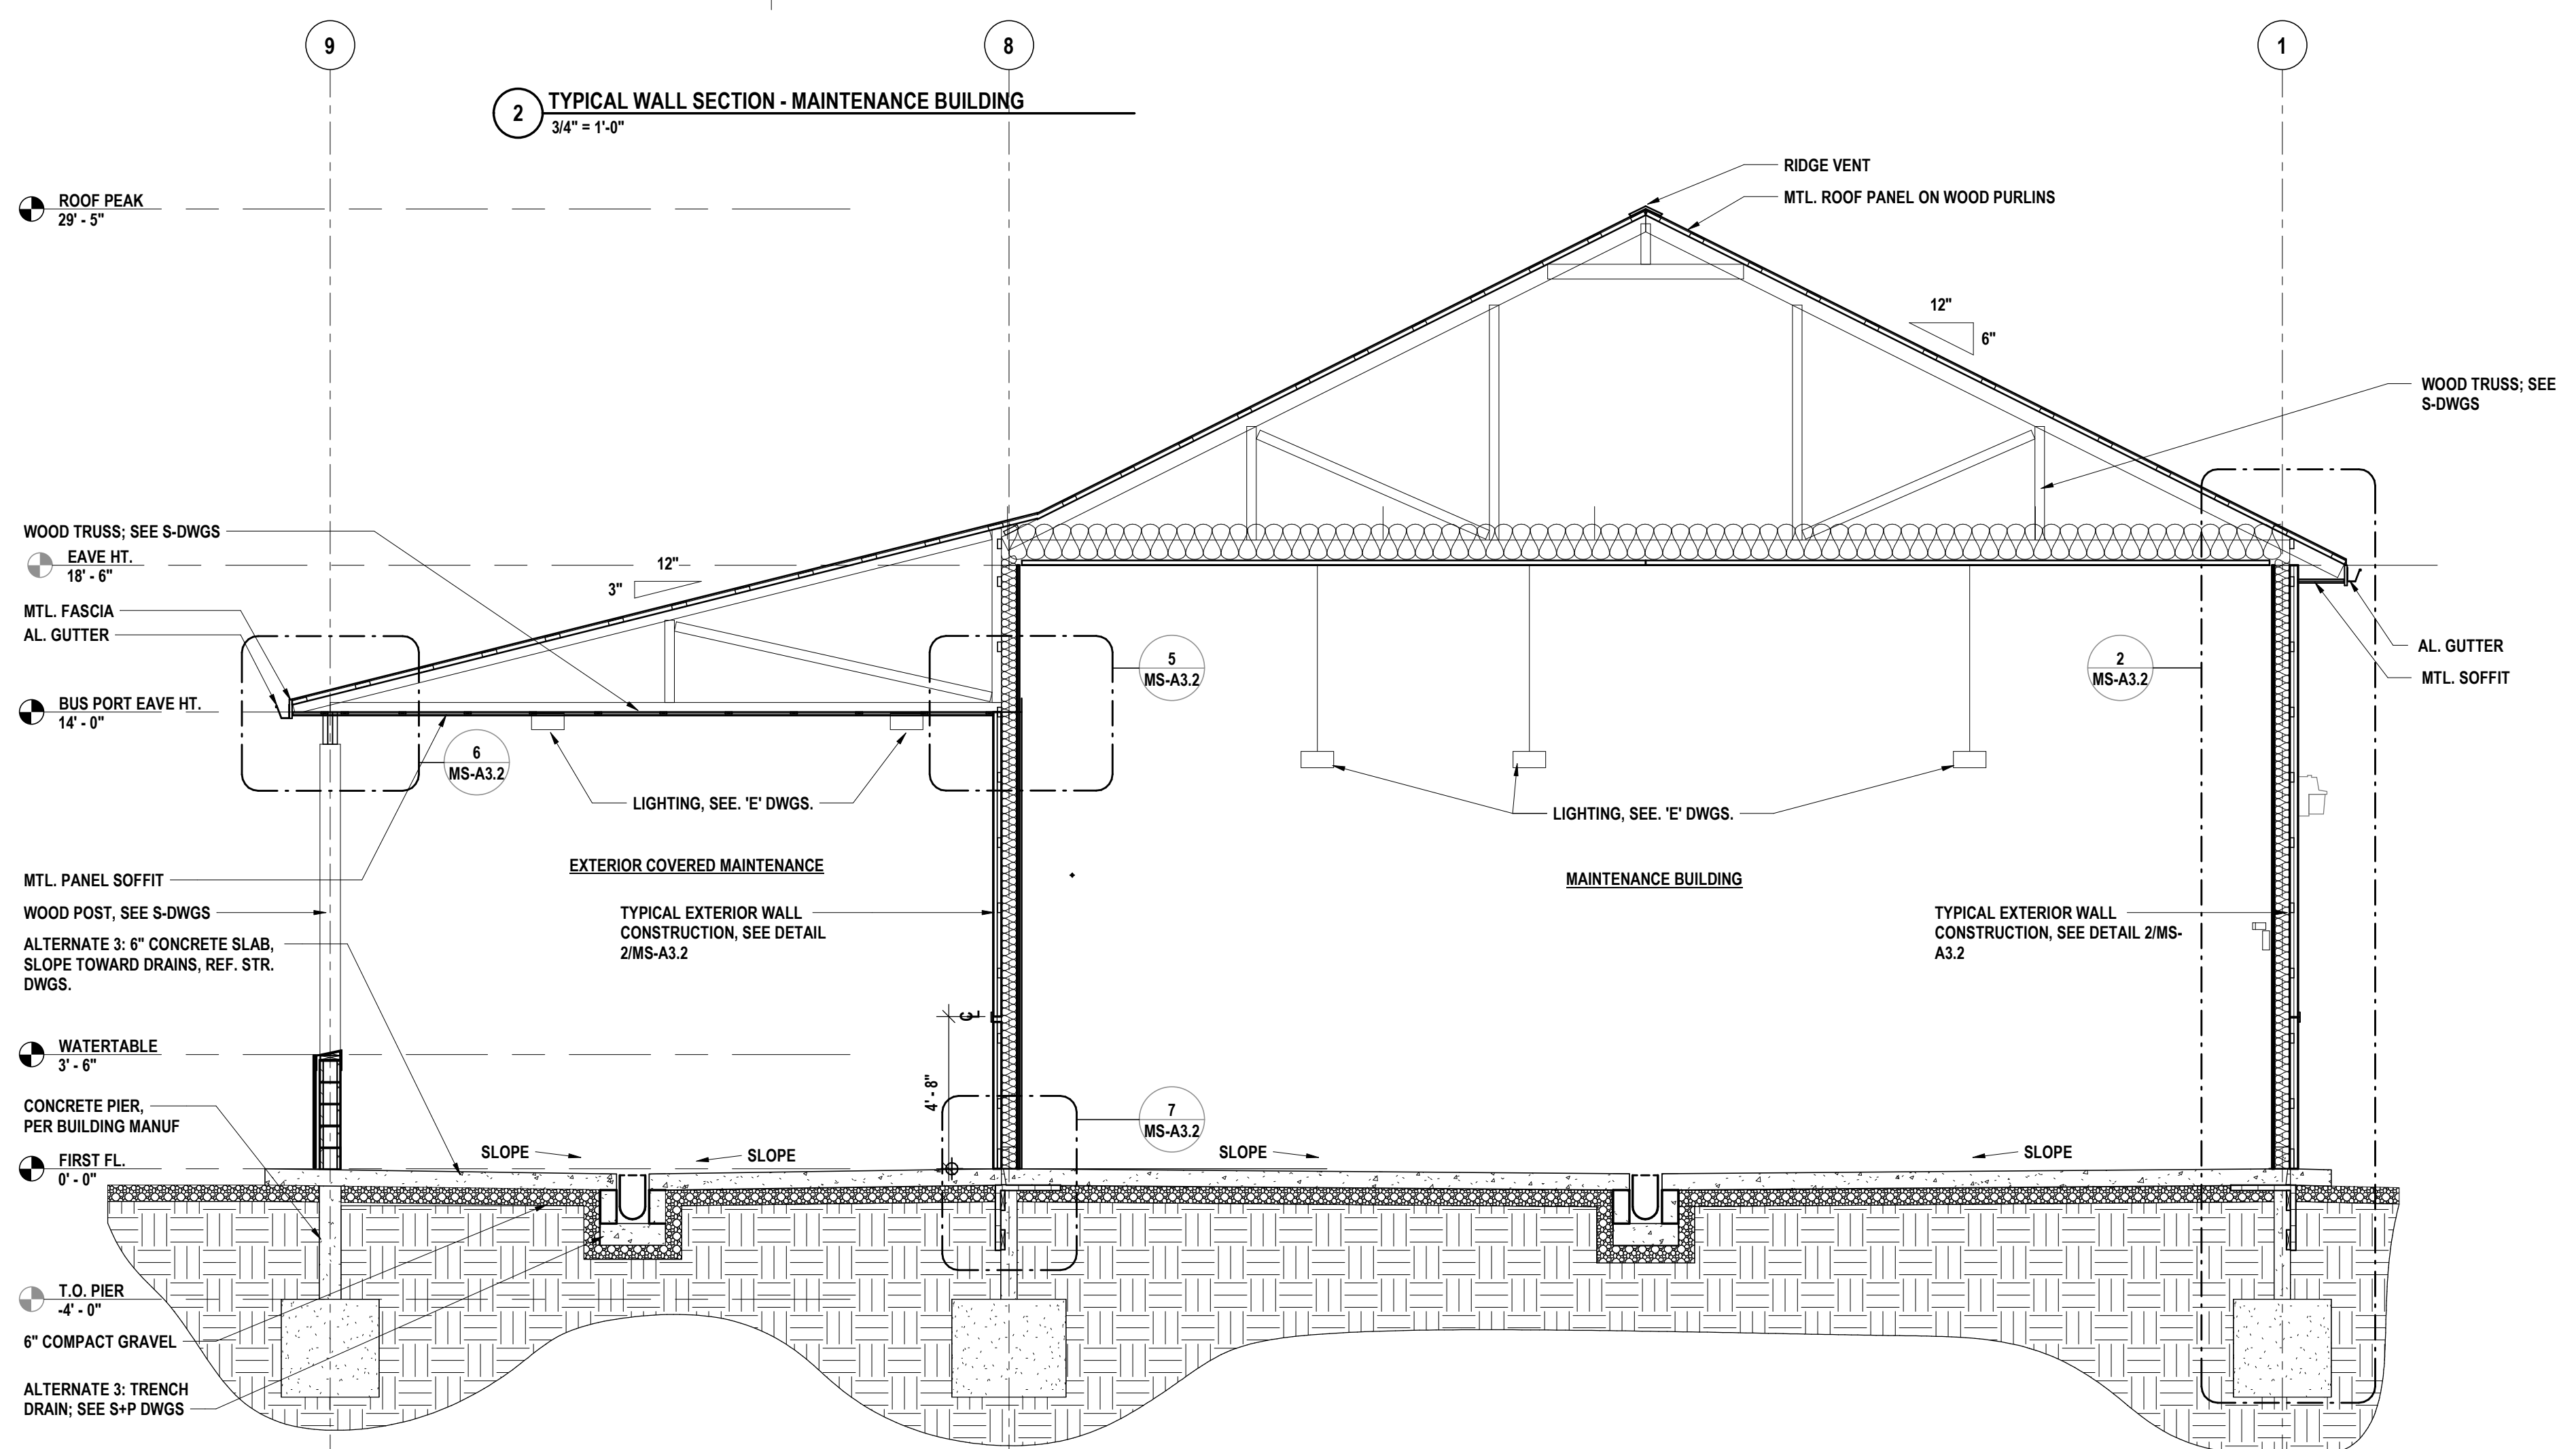 9
8
1
2
TYPICAL WALL SECTION - MAINTENANCE BUILDING
3/4" = 1'-0"
RIDGE VENT
MTL. ROOF PANEL ON WOOD PURLINS
ROOF PEAK
29' - 5"
12"
6"
WOOD TRUSS; SEE
S-DWGS
WOOD TRUSS; SEE S-DWGS
EAVE HT.
18' - 6"
12"
3"
MTL. FASCIA
AL. GUTTER
BUS PORT EAVE HT.
14' - 0"
5
MS-A3.2
2
MS-A3.2
AL. GUTTER
MTL. SOFFIT
6
MS-A3.2
LIGHTING, SEE. 'E' DWGS.
LIGHTING, SEE. 'E' DWGS.
EXTERIOR COVERED MAINTENANCE
MAINTENANCE BUILDING
MTL. PANEL SOFFIT
WOOD POST, SEE S-DWGS
ALTERNATE 3: 6" CONCRETE SLAB,
SLOPE TOWARD DRAINS, REF. STR.
DWGS.
TYPICAL EXTERIOR WALL
CONSTRUCTION, SEE DETAIL
2/MS-A3.2
TYPICAL EXTERIOR WALL
CONSTRUCTION, SEE DETAIL 2/MS-
A3.2
CL
WATERTABLE
3' - 6"
4' - 8"
CONCRETE PIER,
PER BUILDING MANUF
7
MS-A3.2
SLOPE
SLOPE
SLOPE
SLOPE
FIRST FL.
0' - 0"
T.O. PIER
-4' - 0"
6" COMPACT GRAVEL
ALTERNATE 3: TRENCH
DRAIN; SEE S+P DWGS